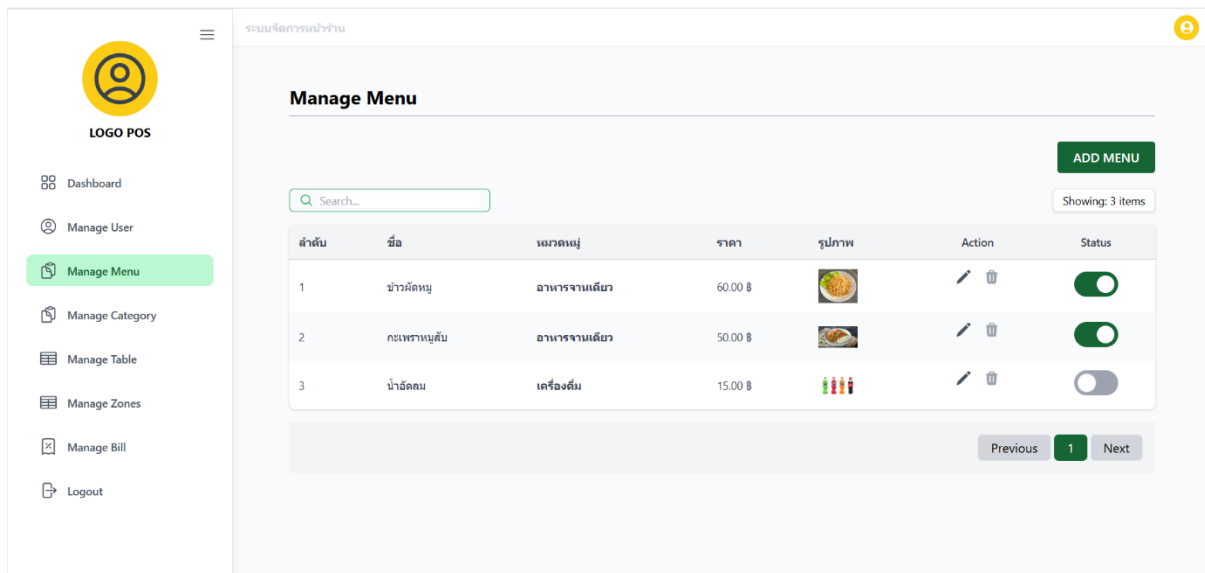 ระบบจัดการหน้าร้าน
LOGO POS
Dashboard
Manage User
Manage Menu
Manage Category
Manage Table
Manage Zones
Manage Bill
Logout
Manage Menu
ADD MENU
Search...
Showing: 3 items
ลำดับ ชื่อ หมวดหมู่ ราคา รูปภาพ Action Status
1 ข้าวผัดหมู อาหารจานเดียว 60.00 ฿
2 กะเพราหมูสับ อาหารจานเดียว 50.00 ฿
3 น้ำอัดลม เครื่องดื่ม 15.00 ฿
Previous 1 Next